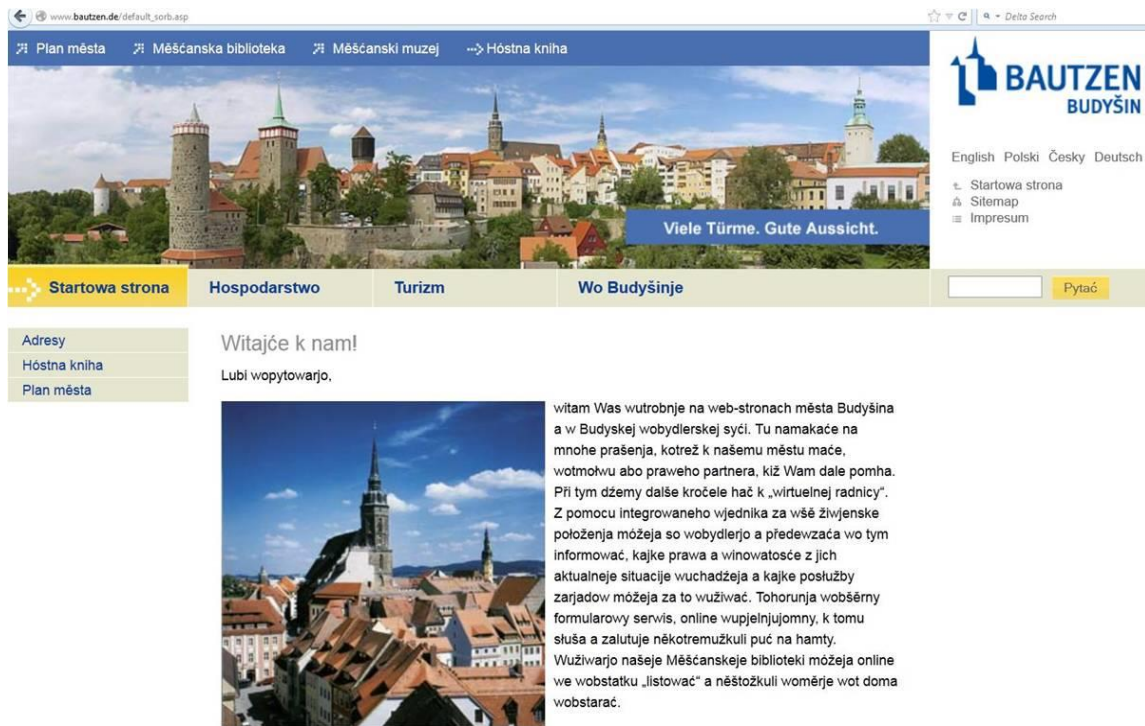 www.bautzen.de/default_sorb.asp
Delta Search
Plan města
Měšćanska biblioteka
Měšćanski muzej
Hóstna kniha
BAUTZEN
BUDYŠIN
English Polski Česky Deutsch
Startowa strona
Sitemap
Impresum
Viele Türme. Gute Aussicht.
Startowa strona
Hospodarstwo
Turizm
Wo Budyšinje
Pytać
Adresy
Hóstna kniha
Plan města
Witajće k nam!
Lubi wopytowarjo,
witam Was wutrobnje na web-stronach města Budyšina
a w Budyskej wobydlerskej syći. Tu namakaće na
mnohe prašenja, kotrež k našemu městu maće,
wotmołwu abo praweho partnera, kiž Wam dale pomha.
Při tym dźemy dalše kročele hač k „wirtuelnej radnicy“.
Z pomocu integrowaneho wjednika za wšě žiwjenske
położenja móžeja so wobydlerjo a předewzaća wo tym
informować, kajke prawa a winowatosće z jich
aktualneje situacije wuchadźeja a kajke posłužby
zarjadow móžeja za to wužiwać. Tohorunja wobšěrny
formularowy serwis, online wupjelnjujomny, k tomu
słuša a zalutuje někotremužkuli puć na hamty.
Wužiwarjo našeje Měšćanskeje biblioteki móžeja online
we wobstatku „listować“ a něštožkuli woměrje wot doma
wobstarać.